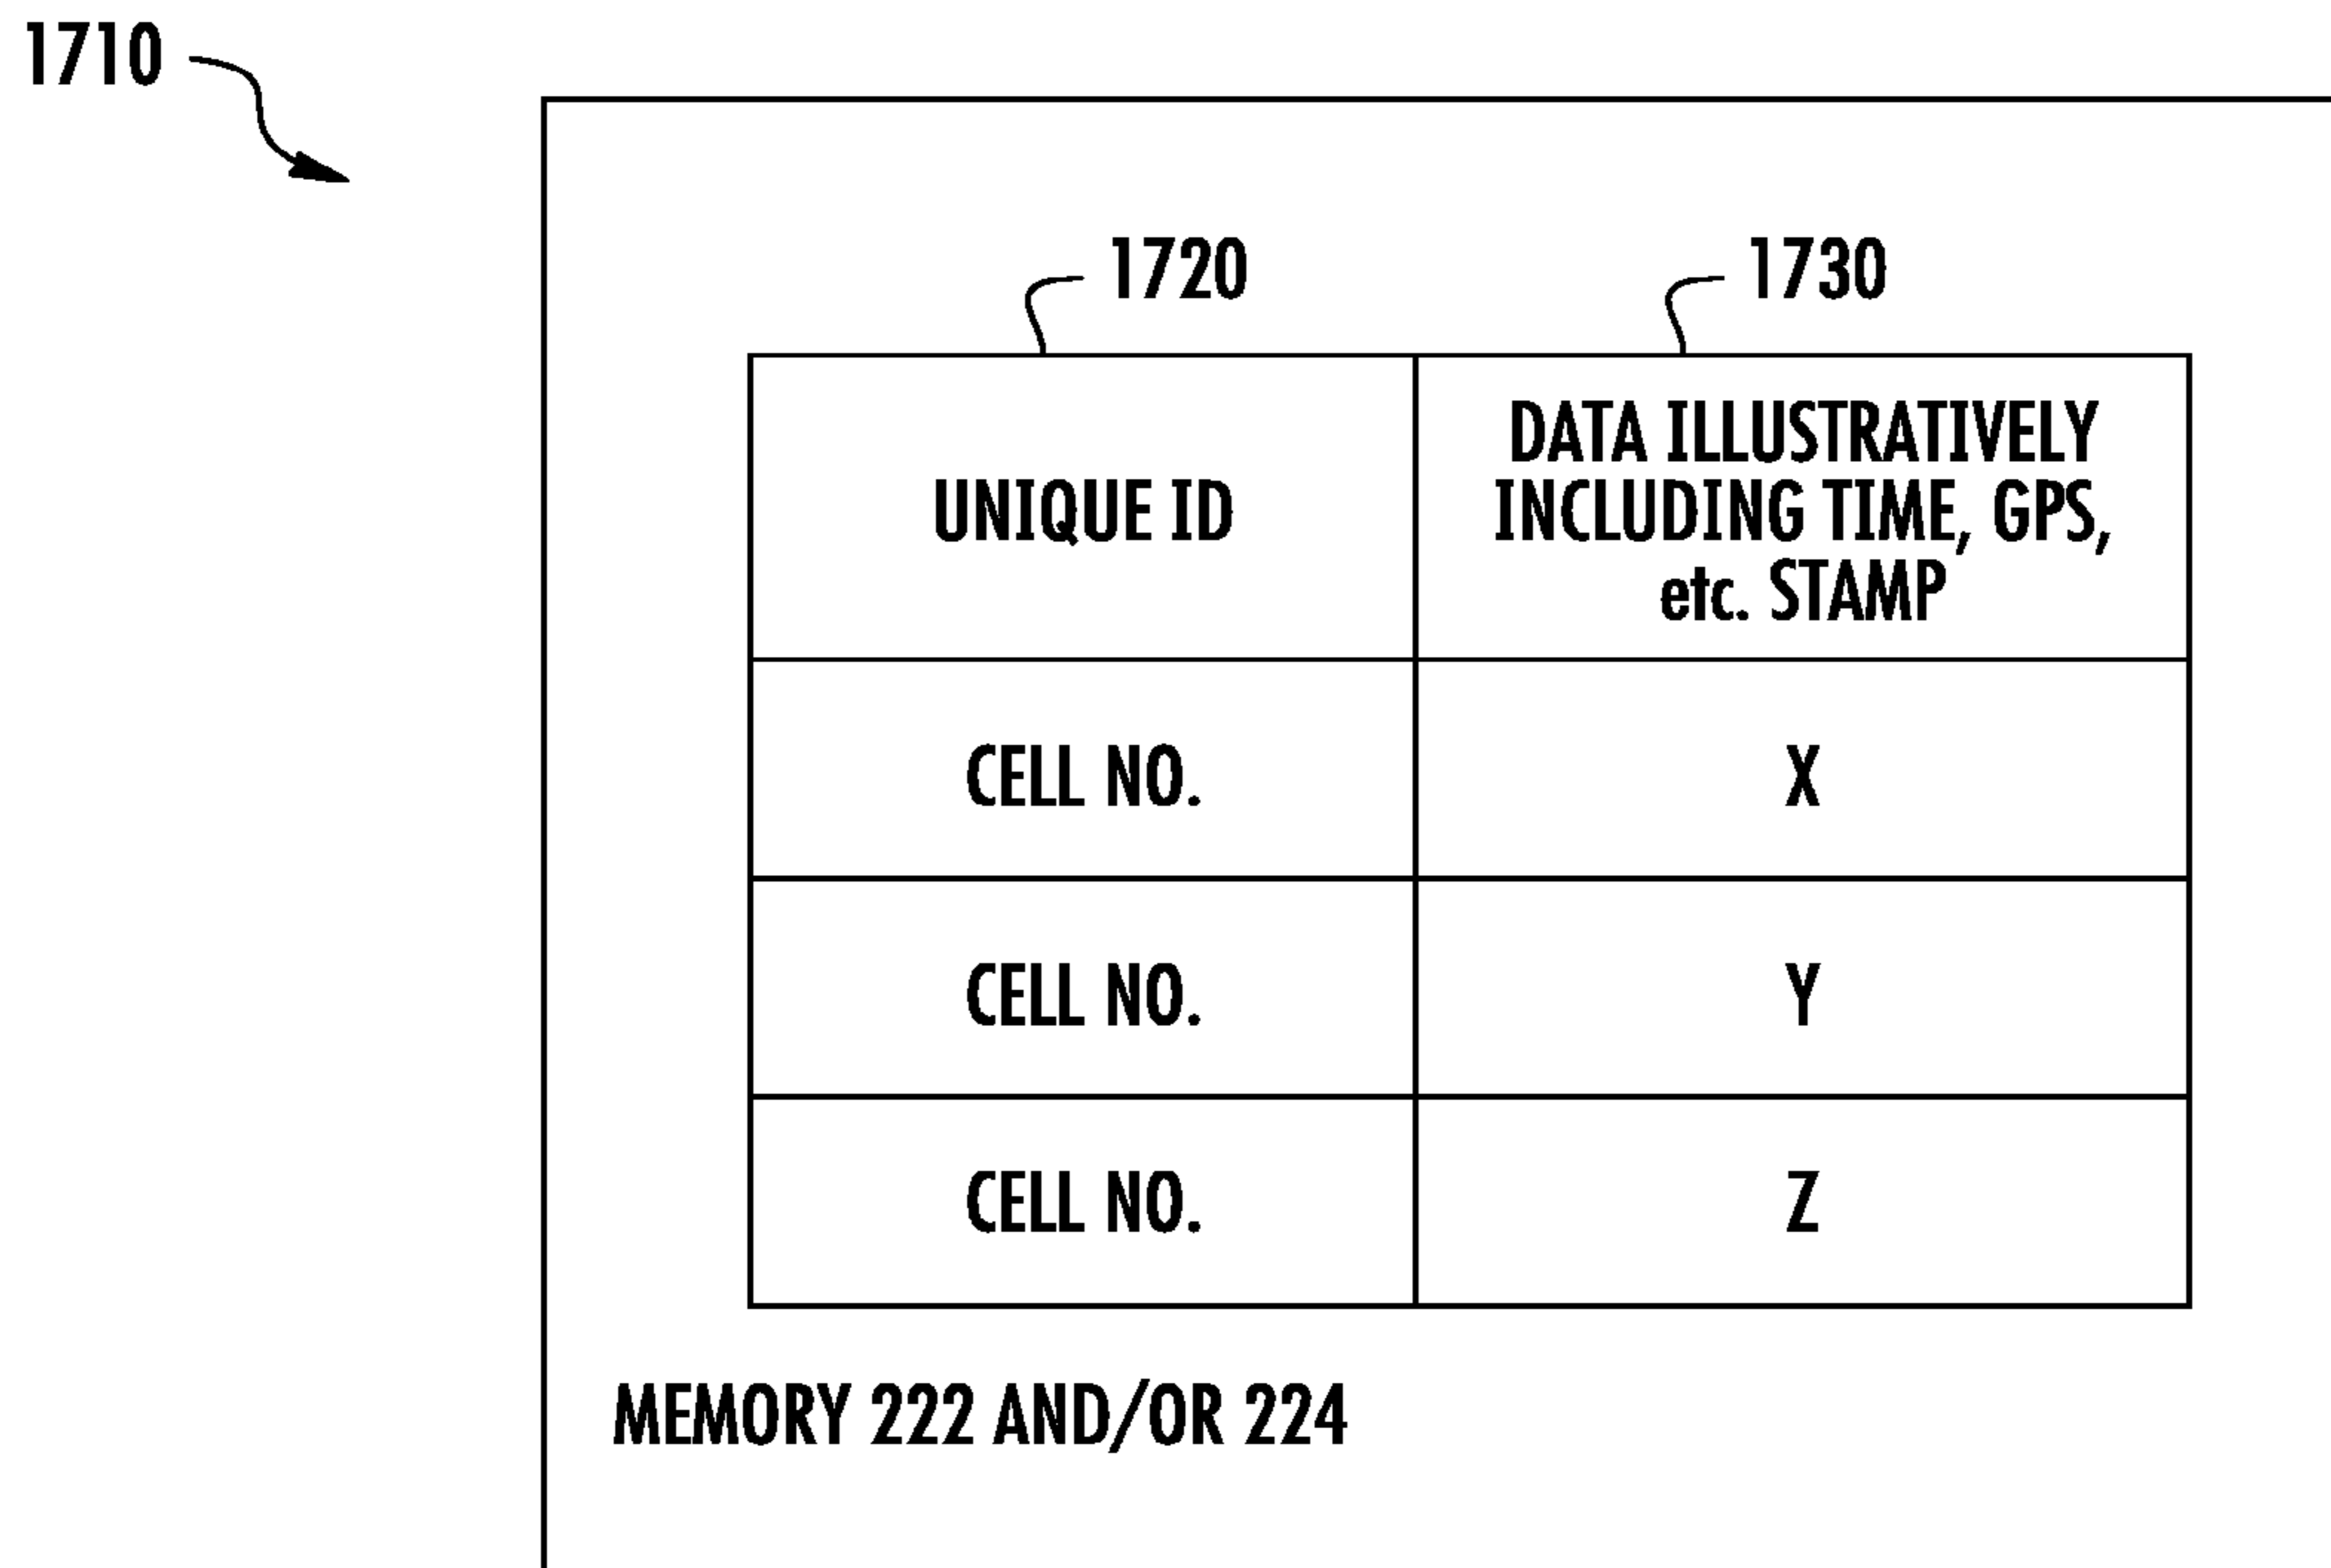 1710
1720
1730
UNIQUE ID
DATA ILLUSTRATIVELY
INCLUDING TIME, GPS,
etc. STAMP
CELL NO.
X
CELL NO.
Y
CELL NO.
Z
MEMORY 222 AND/OR 224